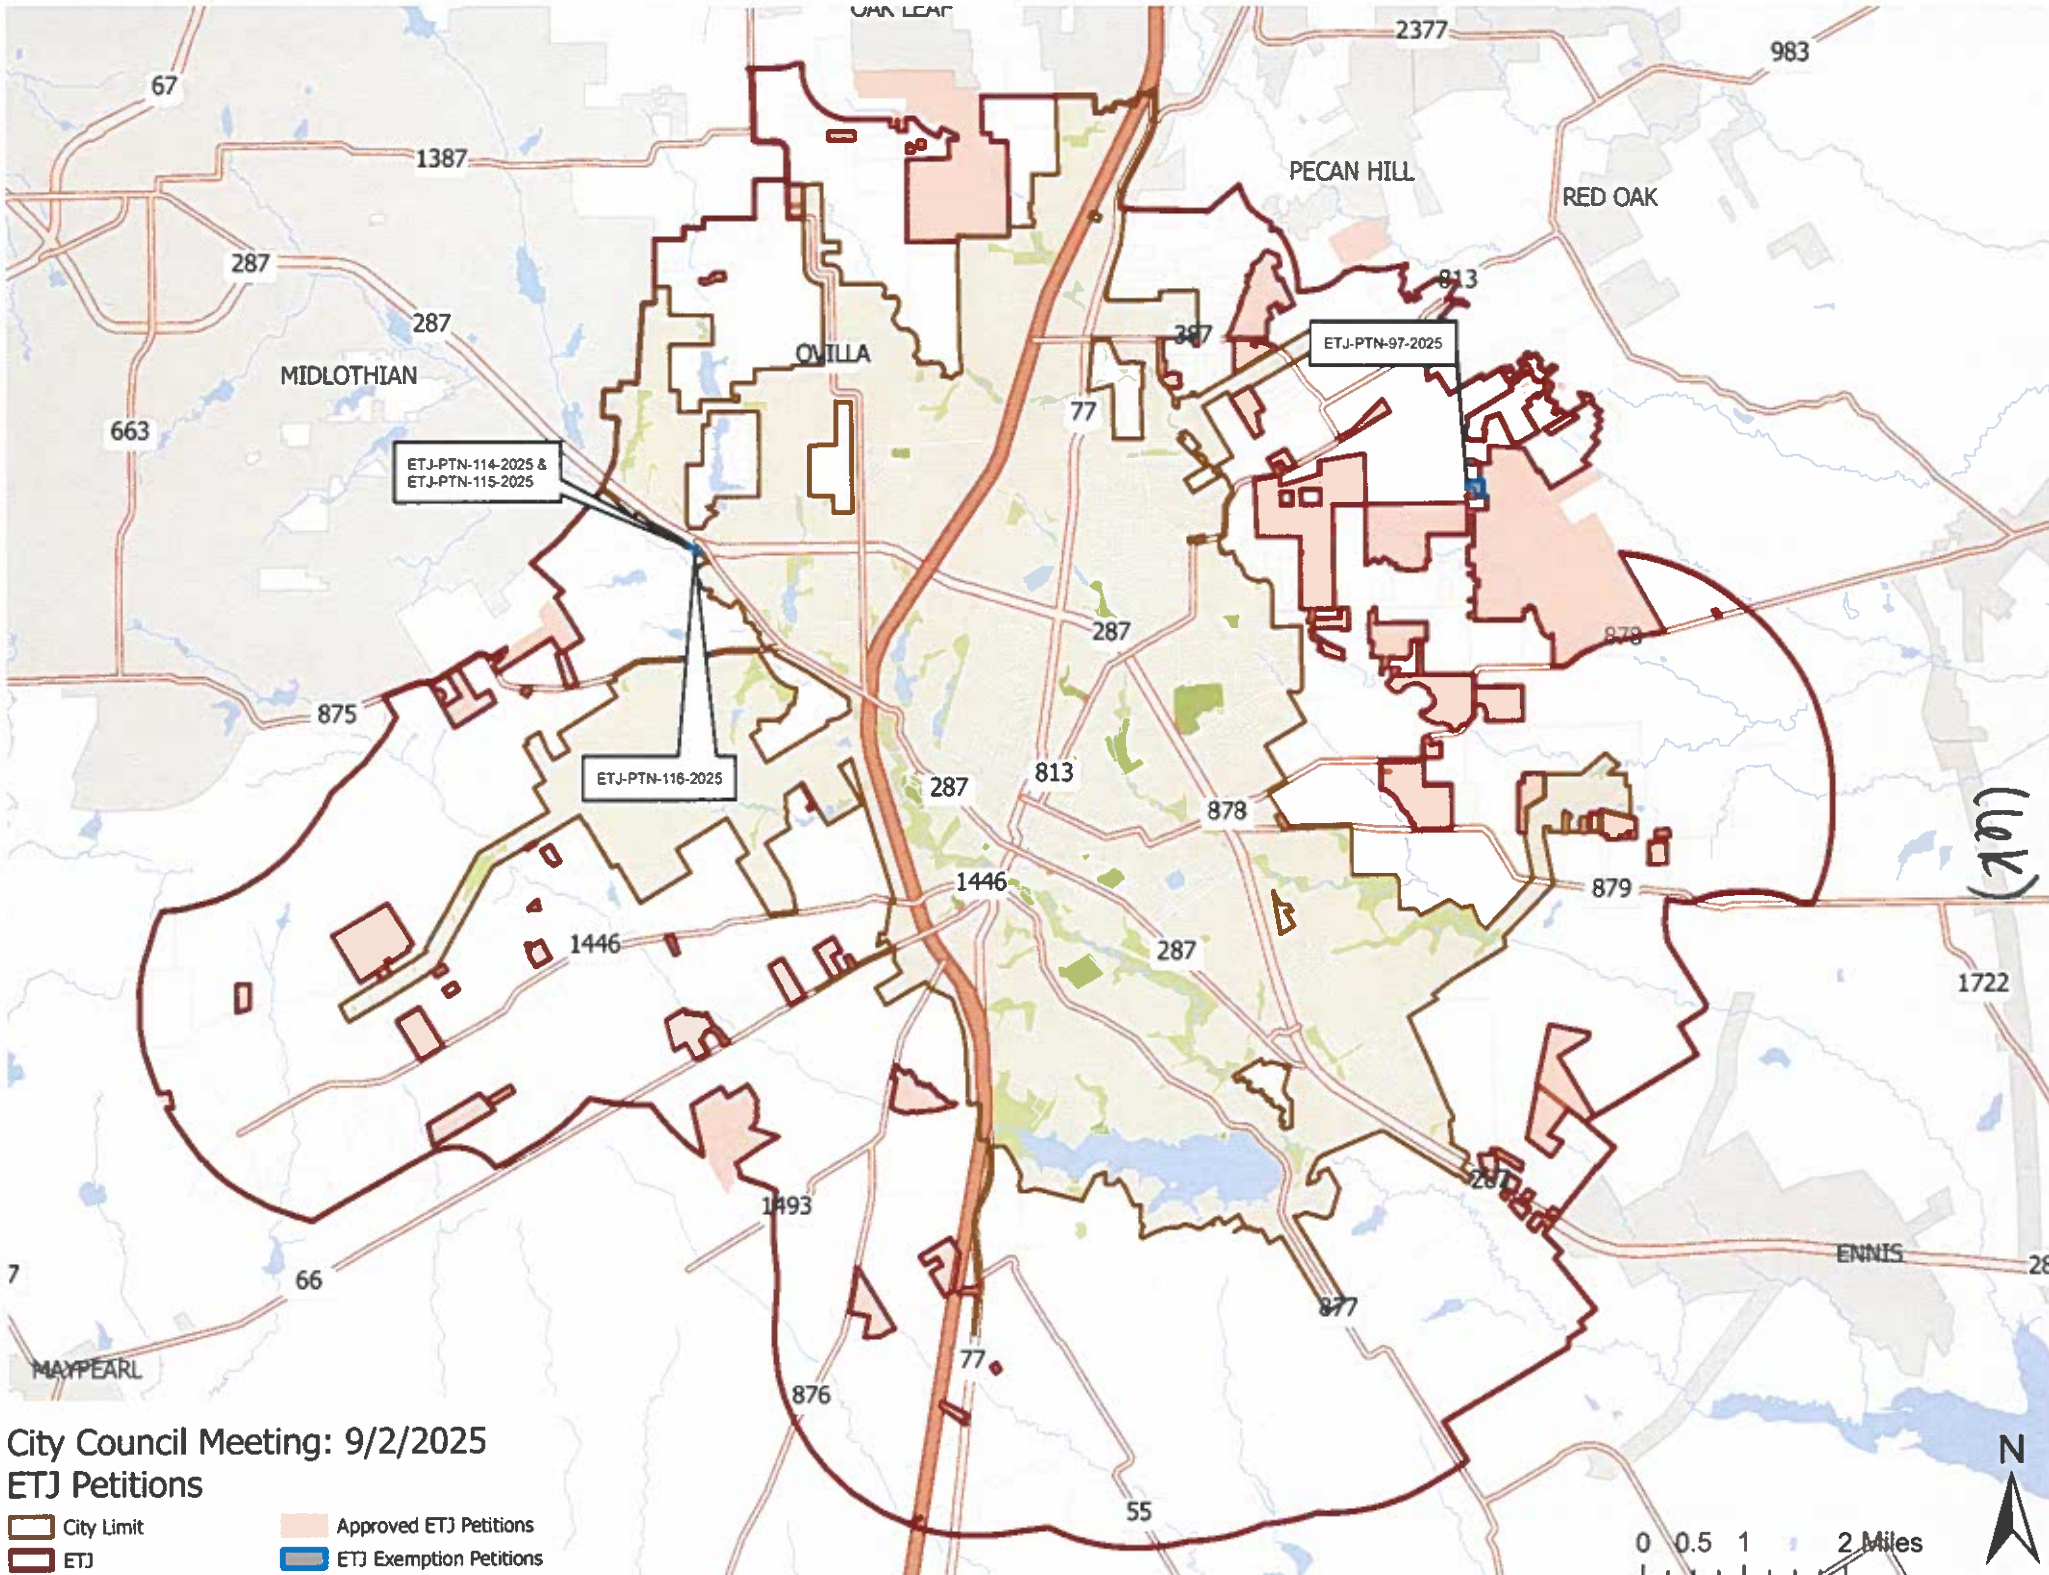 OAK LEAF
2377
983
67
1387
PECAN HILL
RED OAK
287
813
287
387
ETJ-PTN-97-2025
OVILLA
MIDLOTHIAN
77
663
ETJ-PTN-114-2025 &
ETJ-PTN-115-2025
287
878
875
ETJ-PTN-116-2025
813
287
878
(11ek)
1446
879
1446
287
1722
287
1493
ENNIS
28
7
66
877
77
MAYPEARL
876
55
City Council Meeting: 9/2/2025
ETJ Petitions
City Limit
ETJ
Approved ETJ Petitions
ETJ Exemption Petitions
0 0.5 1 2 Miles
N